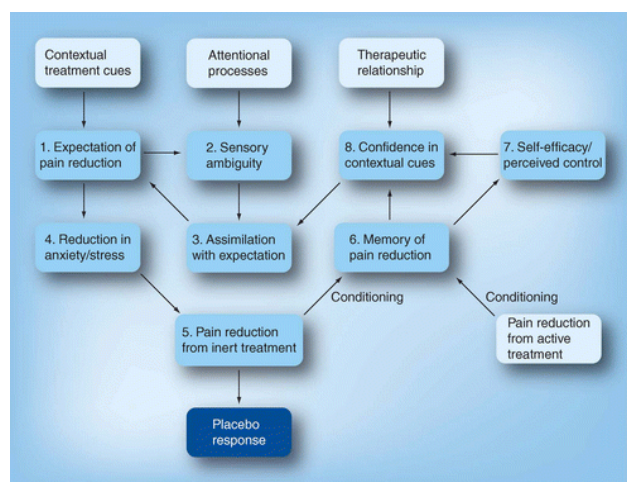 Contextual
treatment cues
Attentional
processes
Therapeutic
relationship
1. Expectation of
pain reduction
2. Sensory
ambiguity
8. Confidence in
contextual cues
7. Self-efficacy/
perceived control
4. Reduction in
anxiety/stress
3. Assimilation
with expectation
6. Memory of
pain reduction
Conditioning
Conditioning
5. Pain reduction
from inert treatment
Pain reduction
from active
treatment
Placebo
response